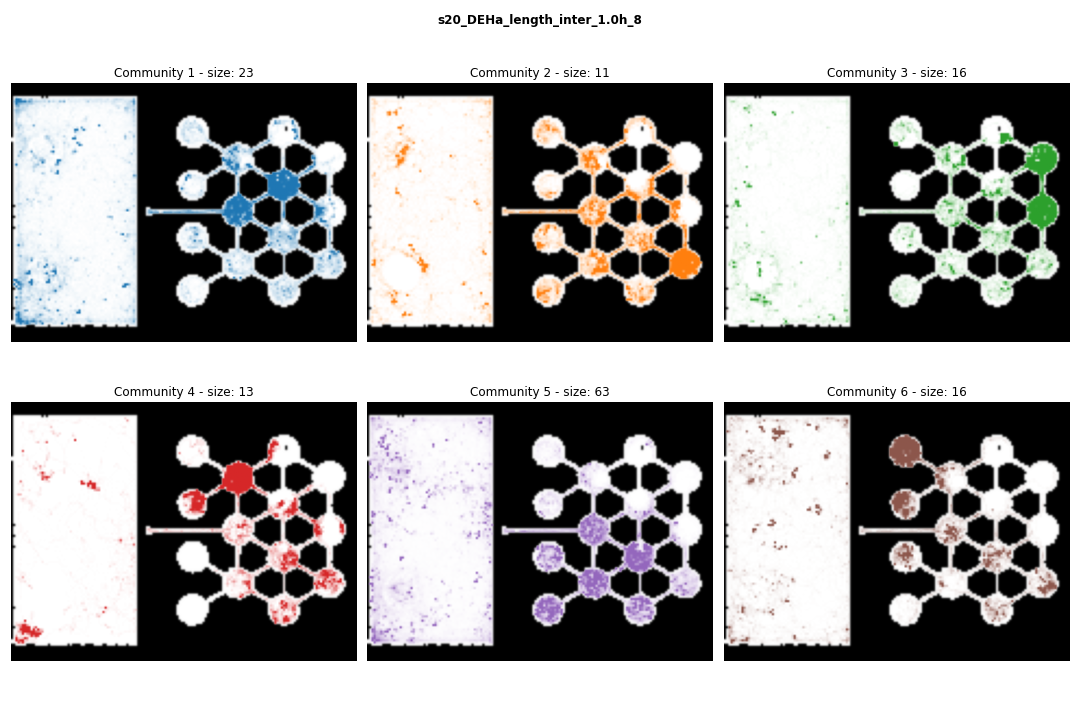 s20_DEHa_length_inter_1.0h_8
Community 1 - size: 23
Community 2 - size: 11
Community 3 - size: 16
Community 4 - size: 13
Community 5 - size: 63
Community 6 - size: 16